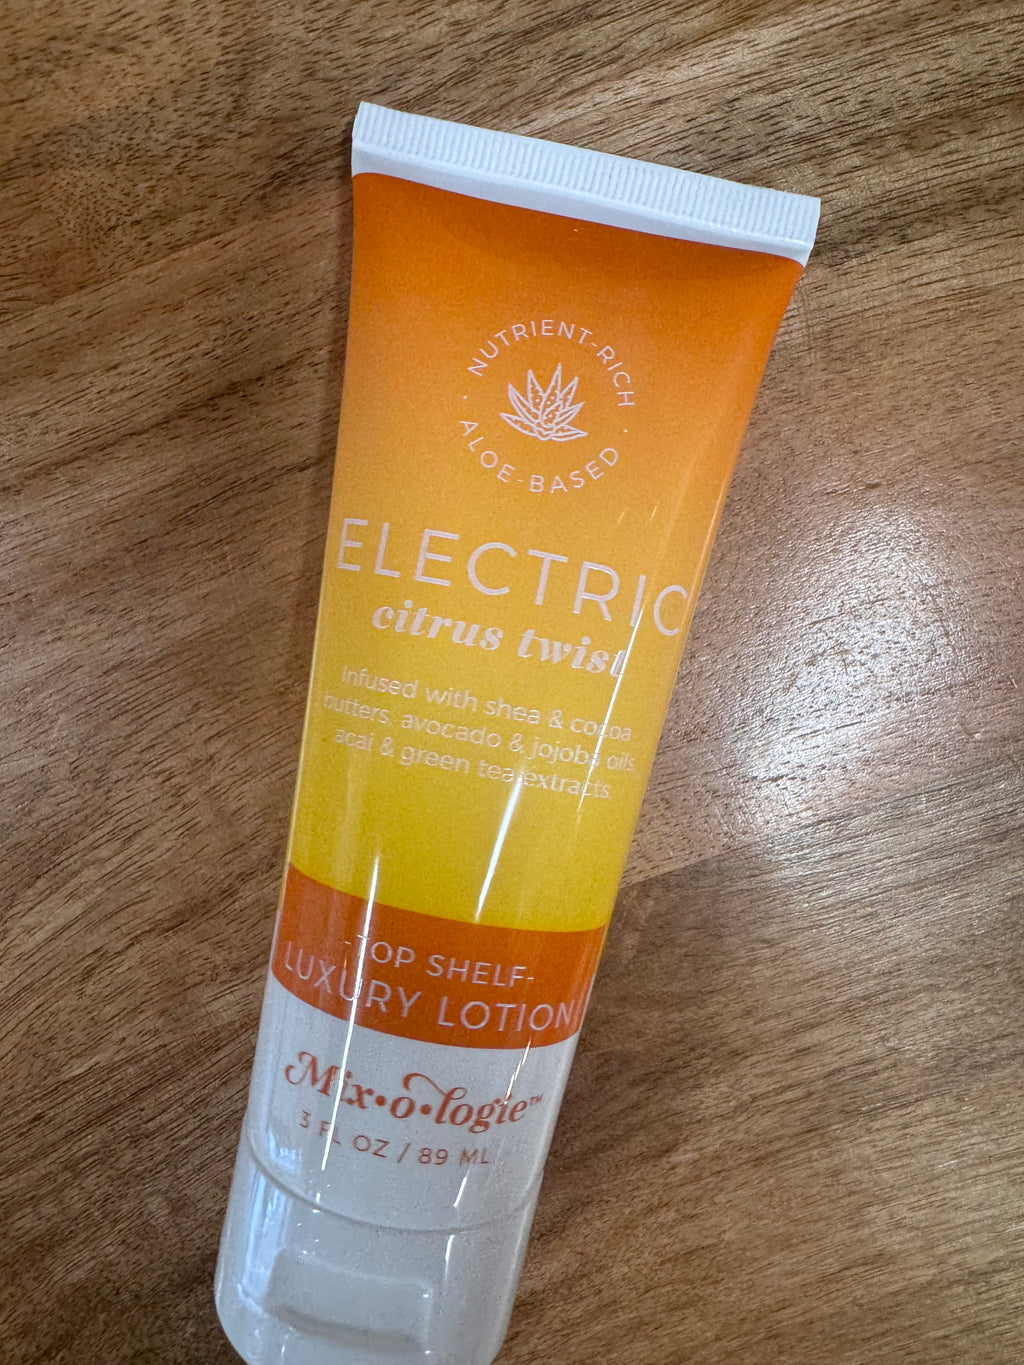 NUTRIENT-RICH
ALOE-BASED
ELECTRIC
citrus twist
infused with shea & cocoa
butters, avocado & jojoba oils,
acai & green tea extracts.
-TOP SHELF-
LUXURY LOTION
Mix•o•logie™
3 FL OZ / 89 ML